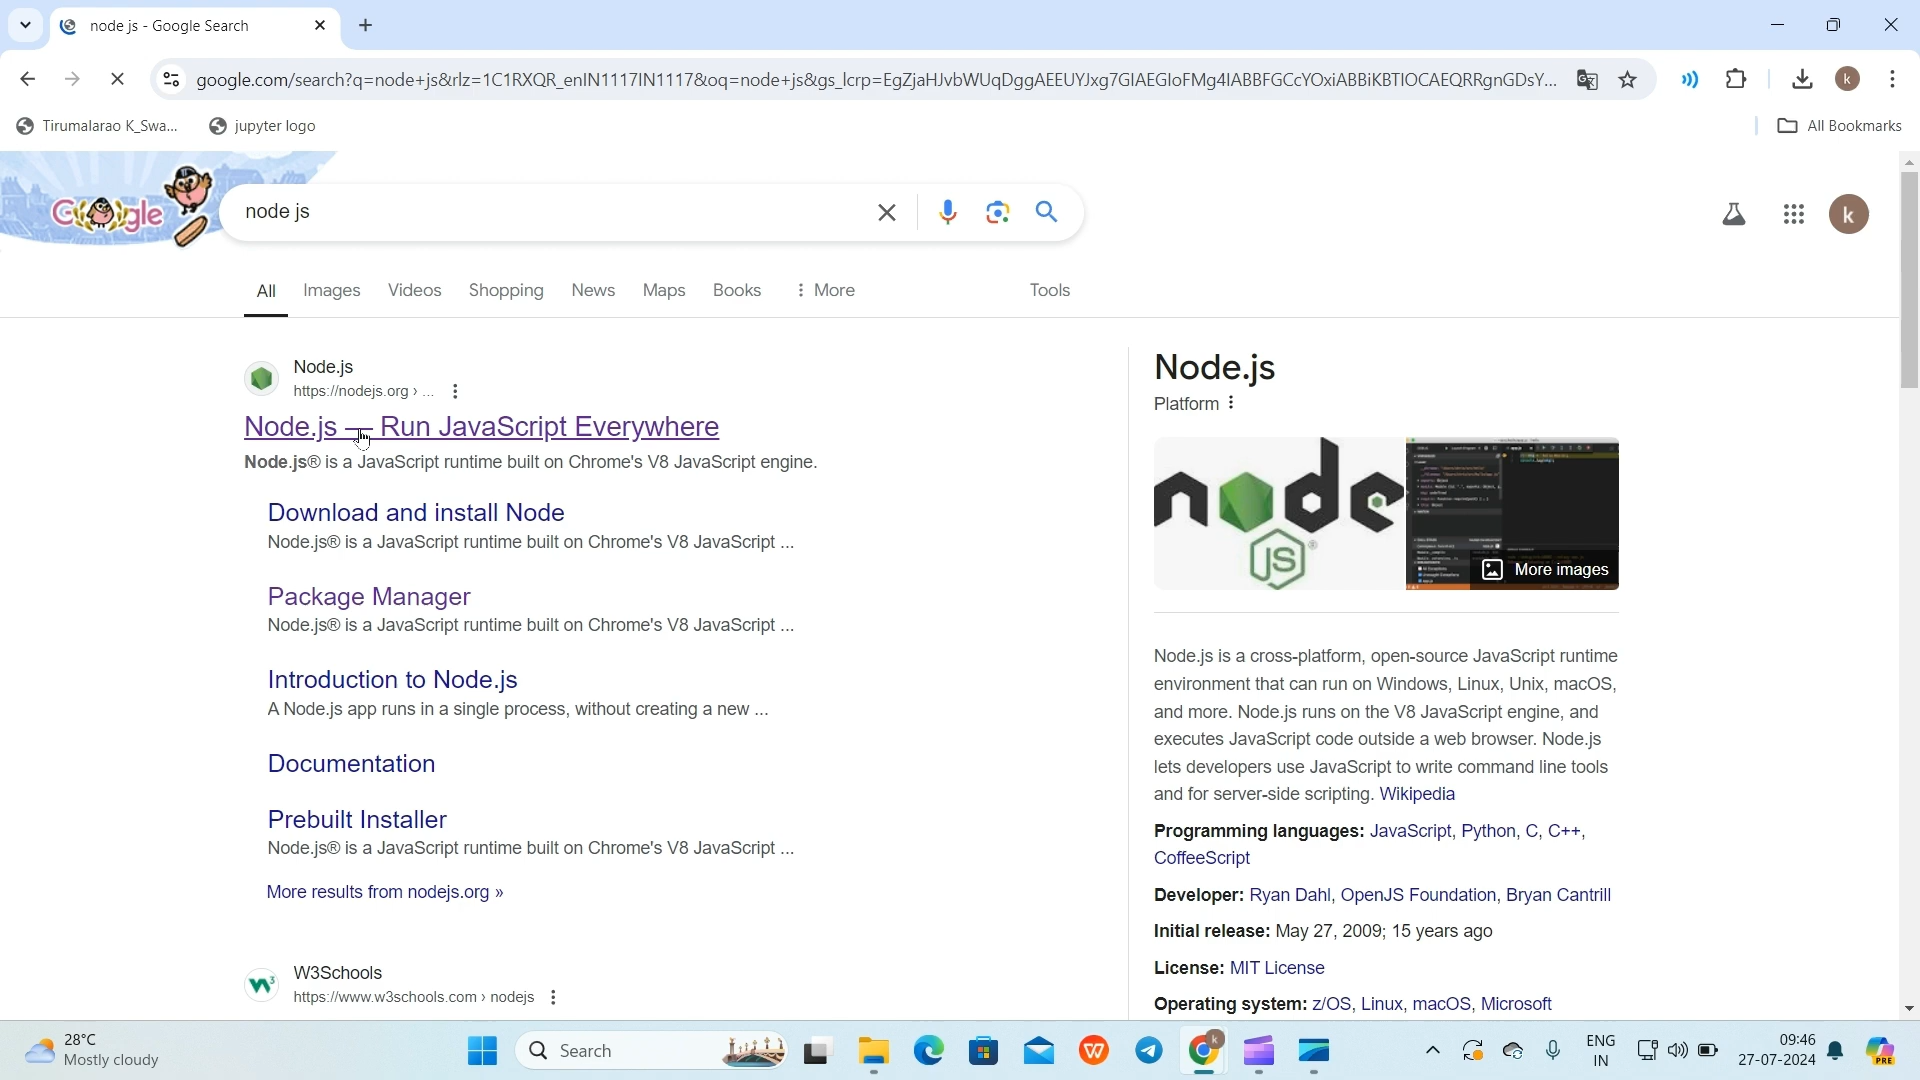 node js - Google Search
google.com/search?q=node+js&rlz=1C1RXQR_enIN1117IN1117&oq=node+js&gs_lcrp=EgZjaHJvbWUqDggAEEUYJxg7GIAEGIoFMg4IABBFGCcYOxiABBiKBTIOCAEQRRgnGDsY...
k
Tirumalarao K_Swa...
jupyter logo
All Bookmarks
Google
node js
k
All
Images
Videos
Shopping
News
Maps
Books
More
Tools
Node.js
https://nodejs.org › ...
Node.js — Run JavaScript Everywhere
Node.js® is a JavaScript runtime built on Chrome's V8 JavaScript engine.
Download and install Node
Node.js® is a JavaScript runtime built on Chrome's V8 JavaScript ...
Package Manager
Node.js® is a JavaScript runtime built on Chrome's V8 JavaScript ...
Introduction to Node.js
A Node.js app runs in a single process, without creating a new ...
Documentation
Prebuilt Installer
Node.js® is a JavaScript runtime built on Chrome's V8 JavaScript ...
More results from nodejs.org »
W3Schools
https://www.w3schools.com › nodejs
Node.js
Platform
node
JS
More images
Node.js is a cross-platform, open-source JavaScript runtime
environment that can run on Windows, Linux, Unix, macOS,
and more. Node.js runs on the V8 JavaScript engine, and
executes JavaScript code outside a web browser. Node.js
lets developers use JavaScript to write command line tools
and for server-side scripting. Wikipedia
Programming languages: JavaScript, Python, C, C++,
CoffeeScript
Developer: Ryan Dahl, OpenJS Foundation, Bryan Cantrill
Initial release: May 27, 2009; 15 years ago
License: MIT License
Operating system: z/OS, Linux, macOS, Microsoft
28°C
Mostly cloudy
Search
k
ENG
IN
09:46
27-07-2024
PRE